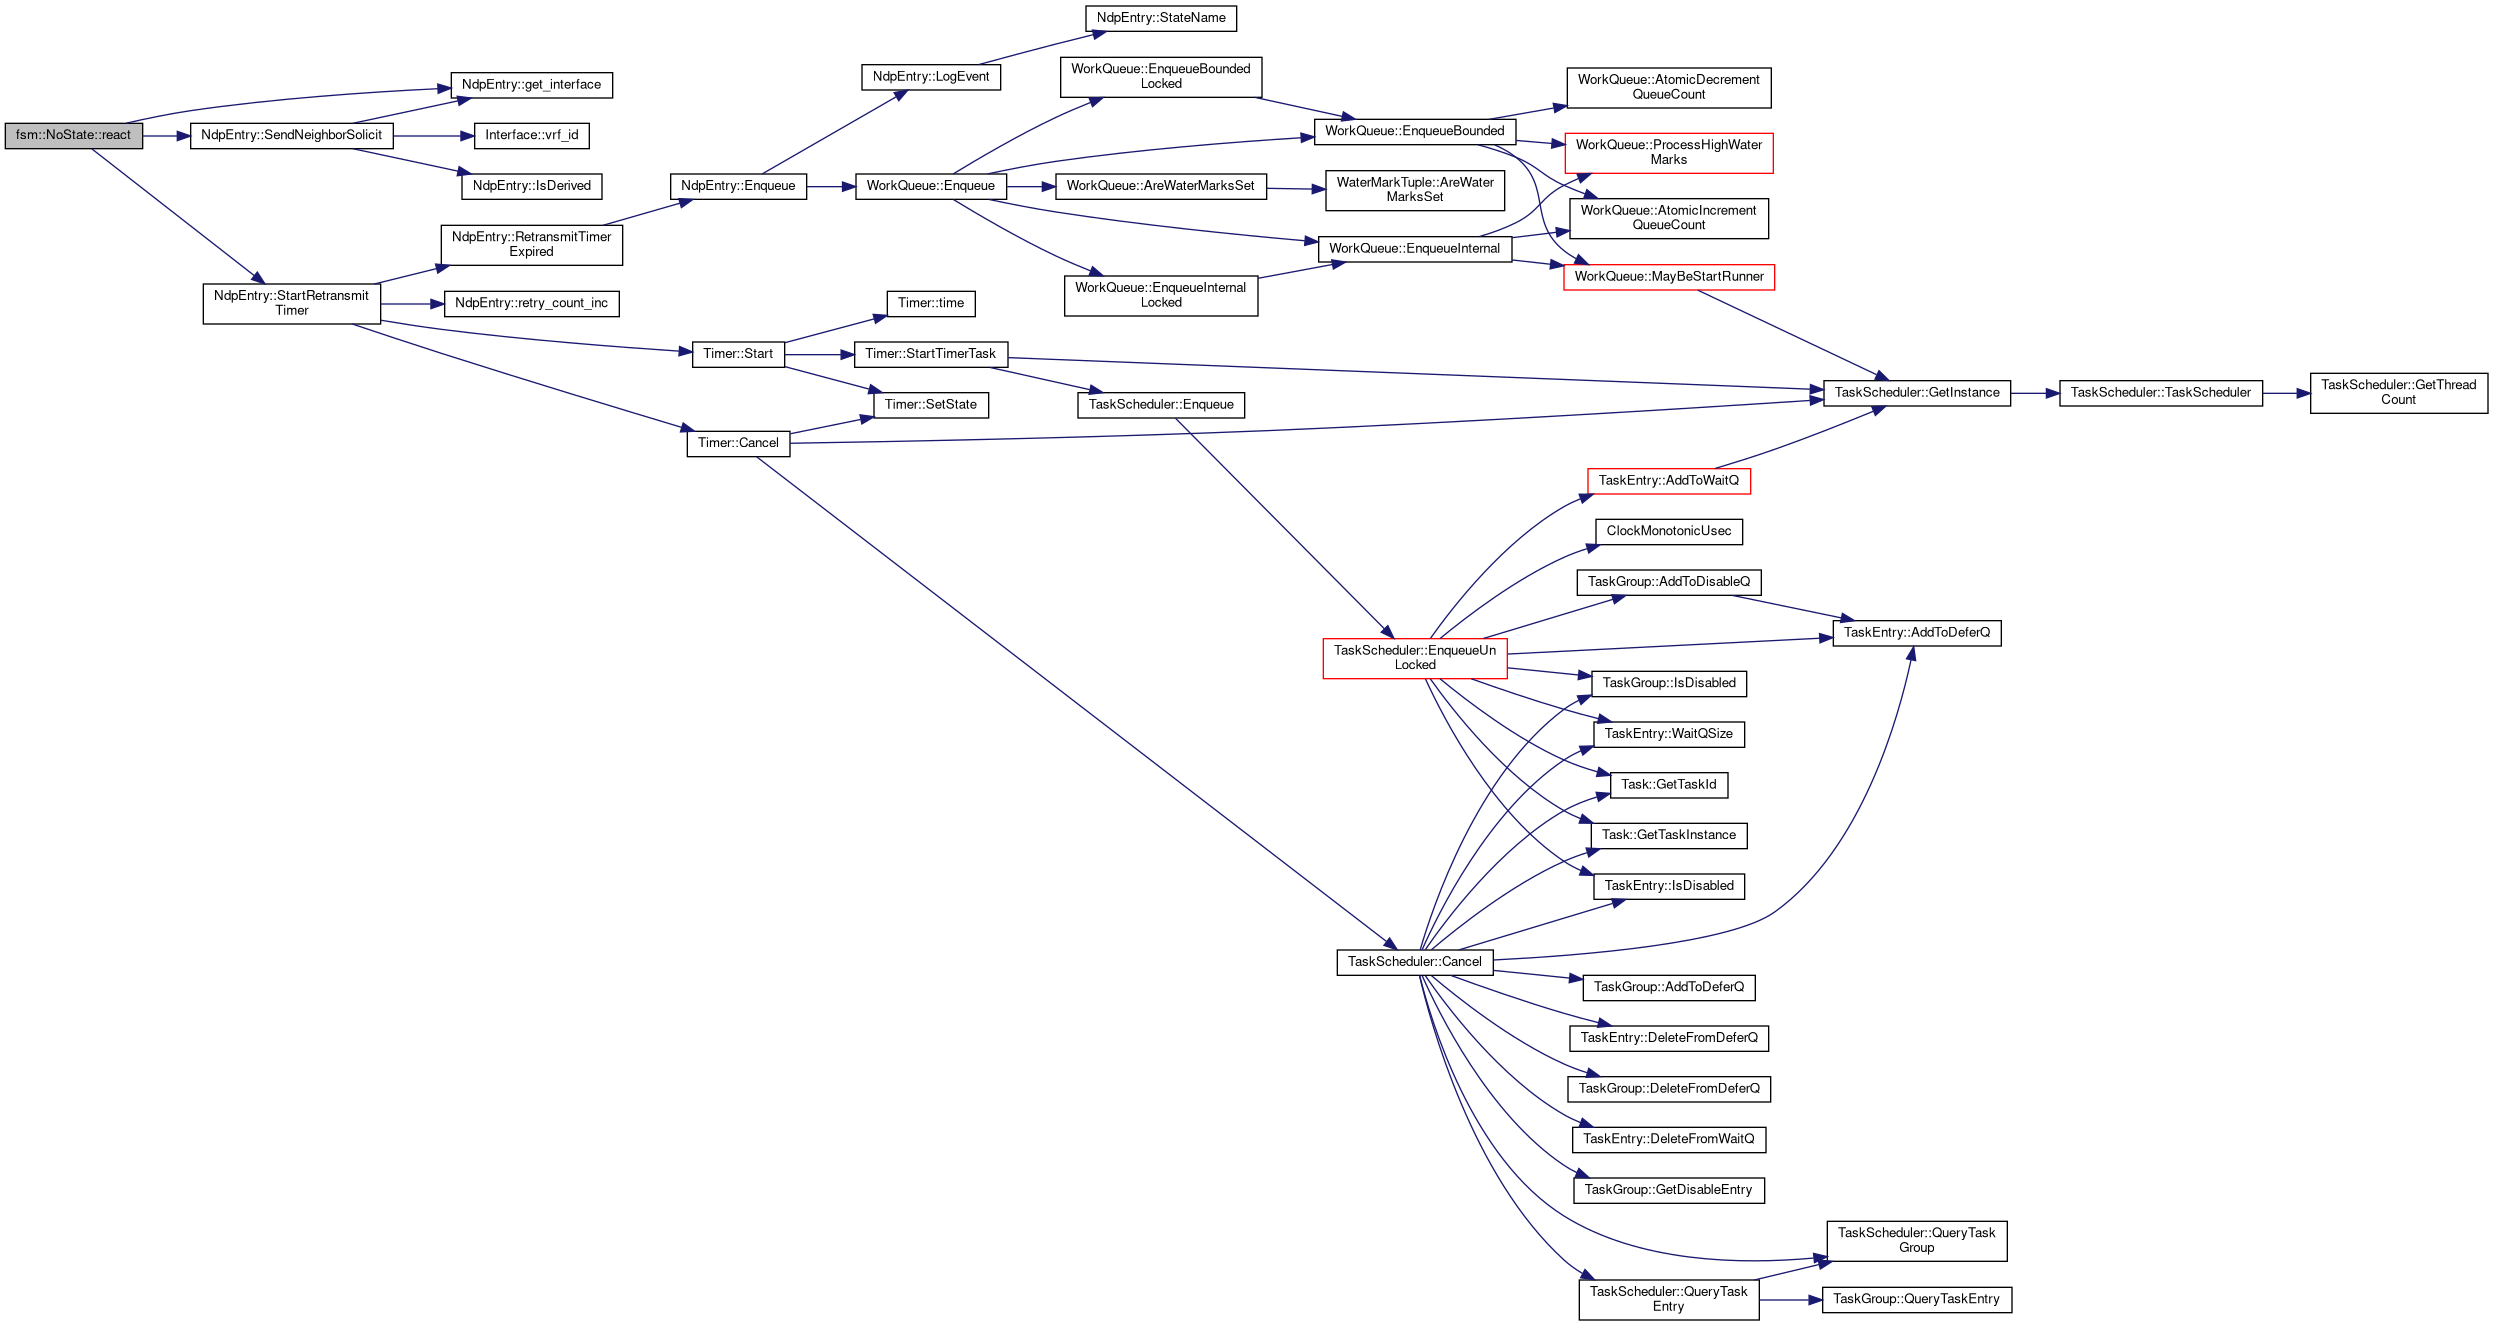 fsm::NoState::react
NdpEntry::get_interface
NdpEntry::SendNeighborSolicit
Interface::vrf_id
NdpEntry::IsDerived
NdpEntry::StartRetransmit
Timer
NdpEntry::RetransmitTimer
Expired
NdpEntry::retry_count_inc
NdpEntry::Enqueue
NdpEntry::LogEvent
NdpEntry::StateName
WorkQueue::Enqueue
WorkQueue::EnqueueBounded
Locked
WorkQueue::EnqueueBounded
WorkQueue::AreWaterMarksSet
WaterMarkTuple::AreWater
MarksSet
WorkQueue::EnqueueInternal
WorkQueue::EnqueueInternal
Locked
WorkQueue::AtomicDecrement
QueueCount
WorkQueue::ProcessHighWater
Marks
WorkQueue::AtomicIncrement
QueueCount
WorkQueue::MayBeStartRunner
Timer::Start
Timer::time
Timer::StartTimerTask
Timer::SetState
Timer::Cancel
TaskScheduler::Enqueue
TaskScheduler::GetInstance
TaskScheduler::TaskScheduler
TaskScheduler::GetThread
Count
TaskEntry::AddToWaitQ
ClockMonotonicUsec
TaskGroup::AddToDisableQ
TaskEntry::AddToDeferQ
TaskScheduler::EnqueueUn
Locked
TaskGroup::IsDisabled
TaskEntry::WaitQSize
Task::GetTaskId
Task::GetTaskInstance
TaskEntry::IsDisabled
TaskScheduler::Cancel
TaskGroup::AddToDeferQ
TaskEntry::DeleteFromDeferQ
TaskGroup::DeleteFromDeferQ
TaskEntry::DeleteFromWaitQ
TaskGroup::GetDisableEntry
TaskScheduler::QueryTask
Group
TaskScheduler::QueryTask
Entry
TaskGroup::QueryTaskEntry